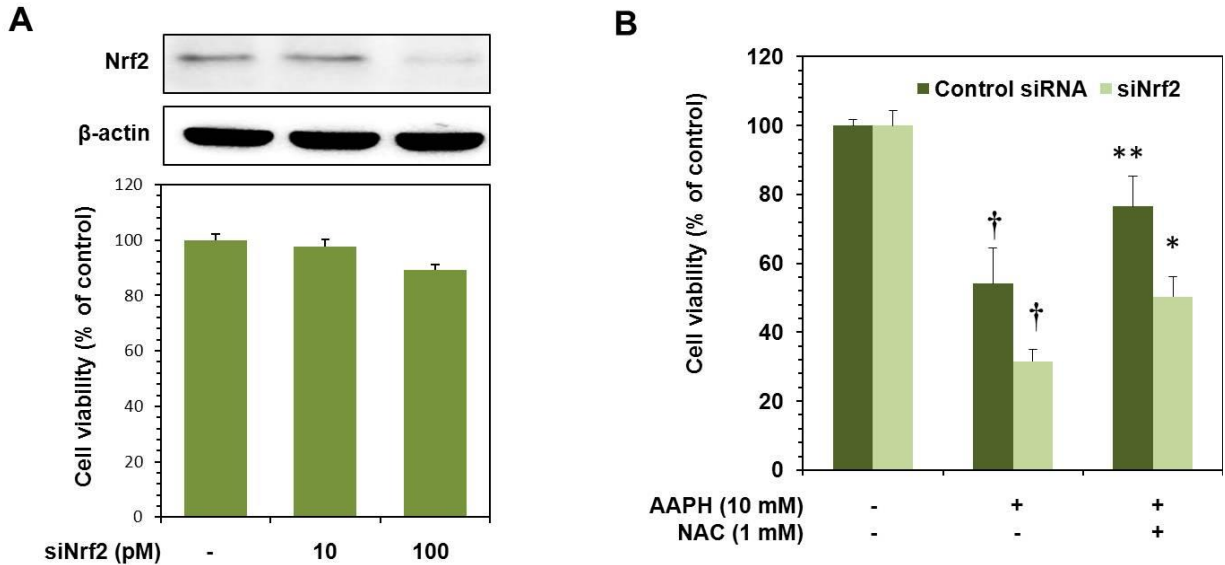 A
Nrf2
β-actin
Cell viability (% of control)
120
100
80
60
40
20
0
siNrf2 (pM) - 10 100
B
Cell viability (% of control)
120
100
80
60
40
20
0
Control siRNA siNrf2
† † ** *
AAPH (10 mM) - + +
NAC (1 mM) - - +